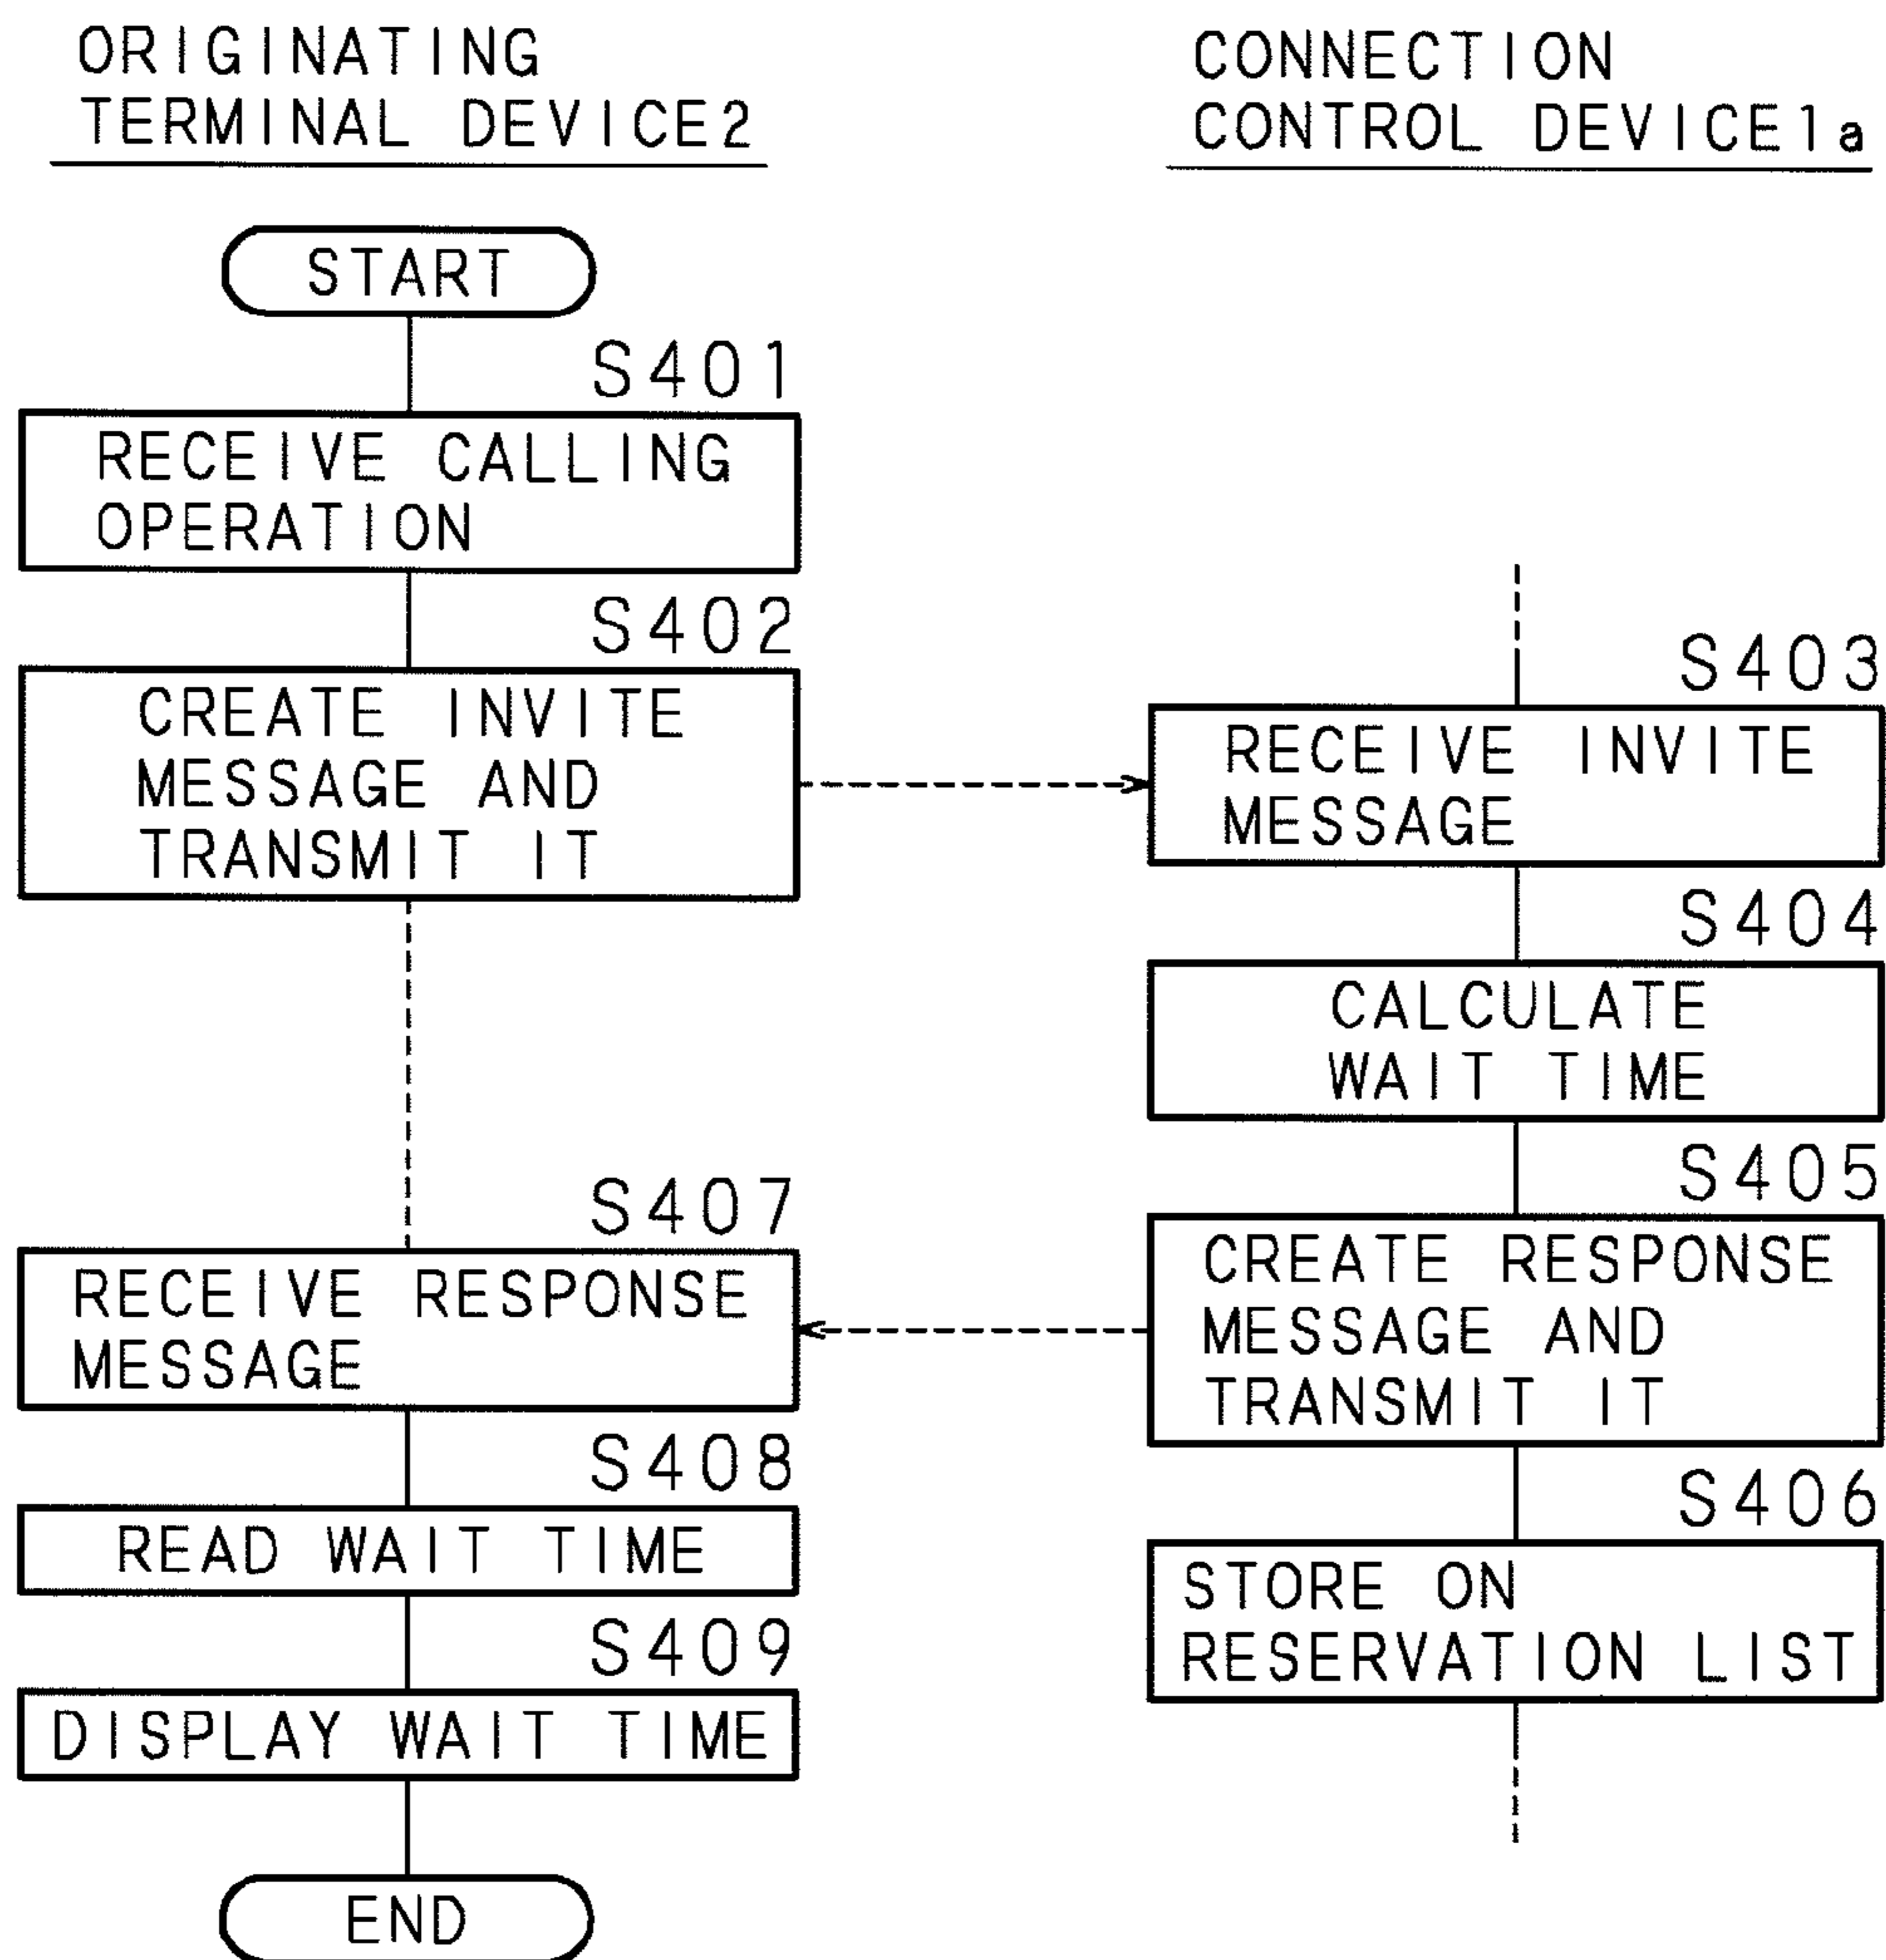 ORIGINATING
TERMINAL DEVICE2
CONNECTION
CONTROL DEVICE1a
START
S401
RECEIVE CALLING
OPERATION
S402
CREATE INVITE
MESSAGE AND
TRANSMIT IT
S403
RECEIVE INVITE
MESSAGE
S404
CALCULATE
WAIT TIME
S405
CREATE RESPONSE
MESSAGE AND
TRANSMIT IT
S406
STORE ON
RESERVATION LIST
S407
RECEIVE RESPONSE
MESSAGE
S408
READ WAIT TIME
S409
DISPLAY WAIT TIME
END